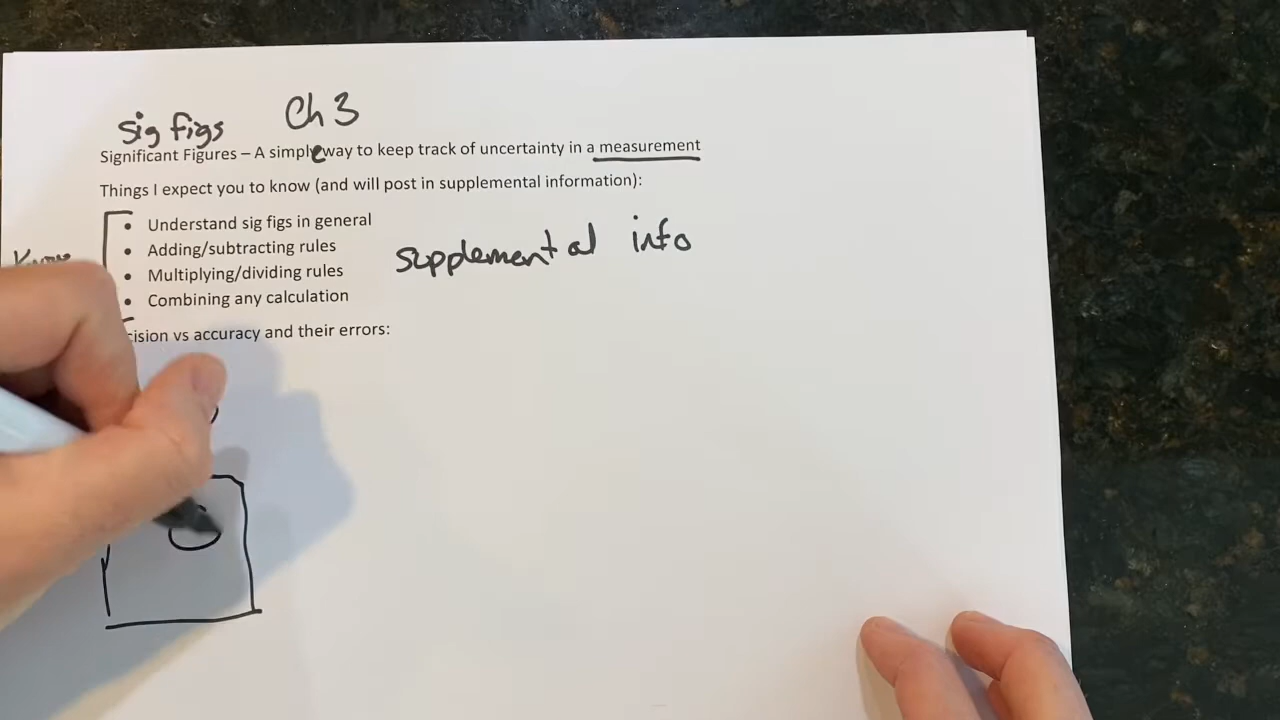 Sig figs Ch 3
Significant Figures – A simple way to keep track of uncertainty in a measurement
Things I expect you to know (and will post in supplemental information):
• Understand sig figs in general
• Adding/subtracting rules
• Multiplying/dividing rules
• Combining any calculation
supplemental info
vs accuracy and their errors: